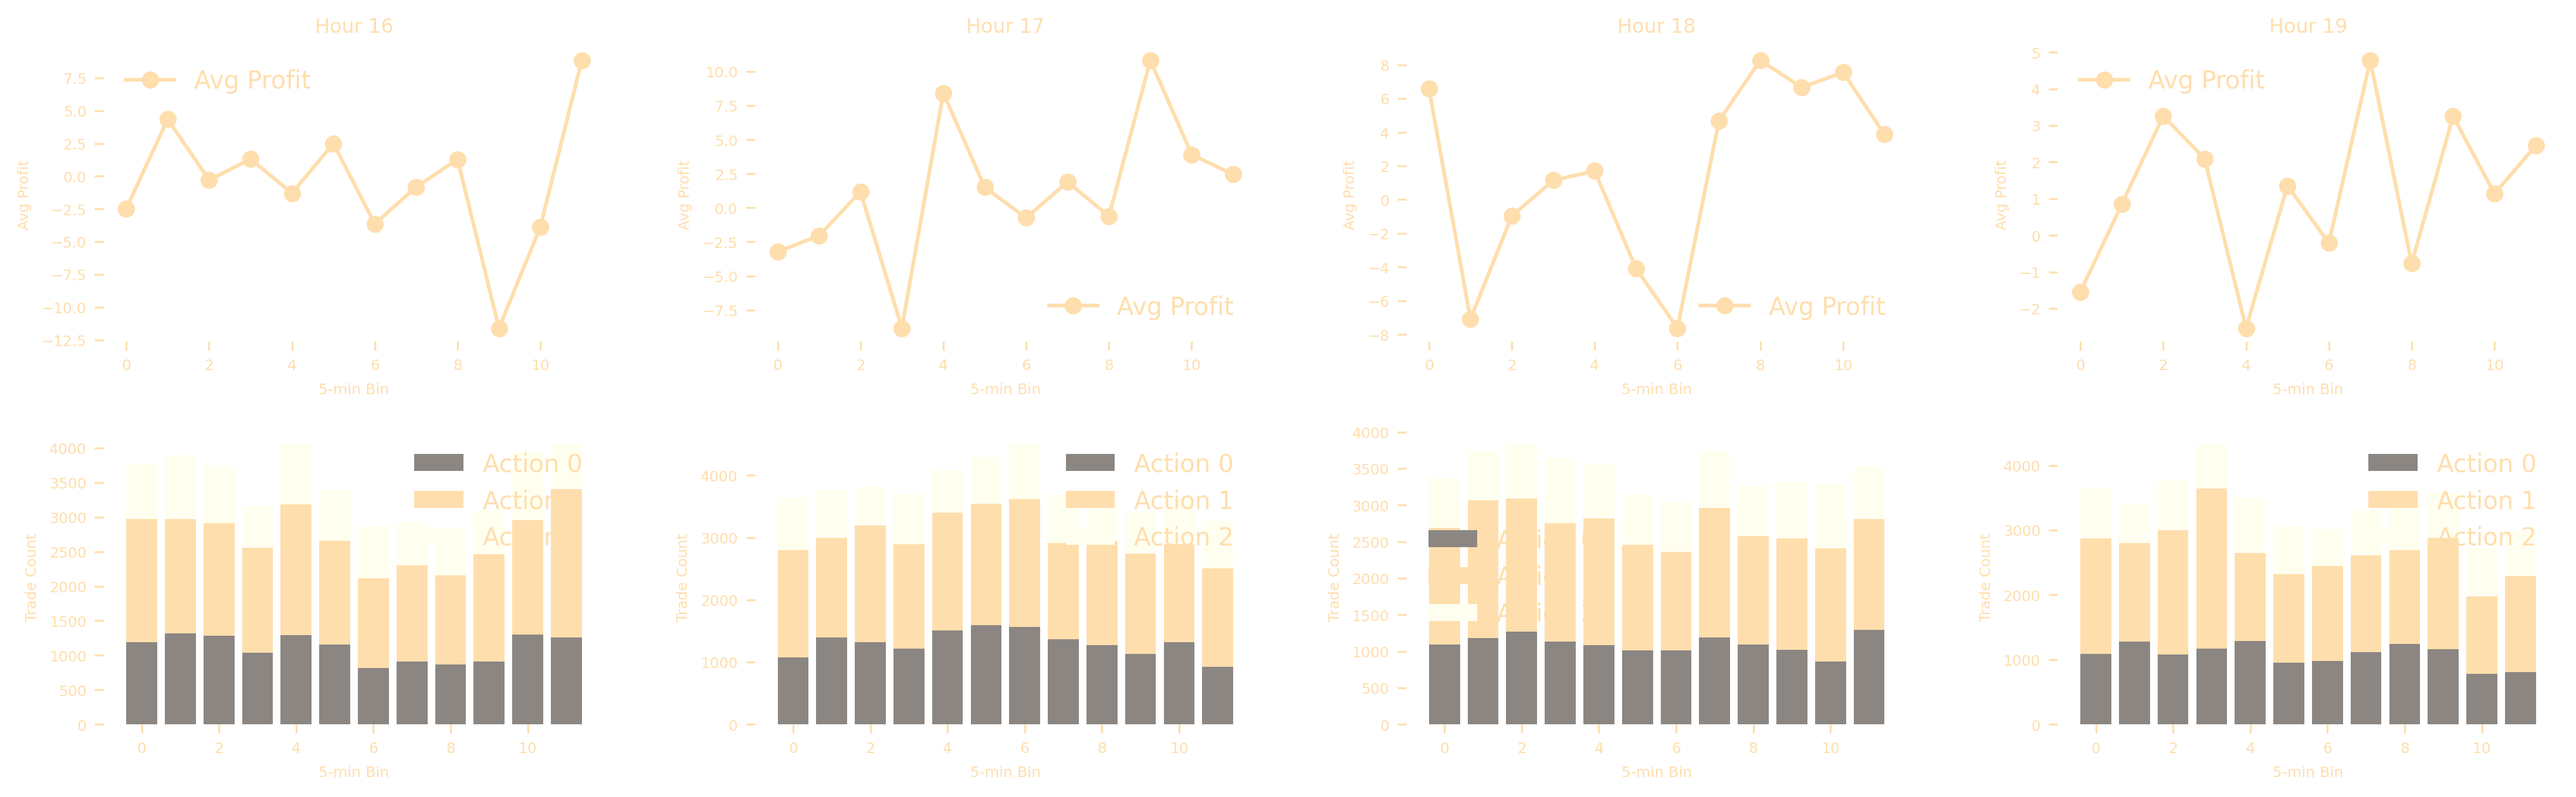 Hour 16
Avg Profit
Avg Profit
7.5
5.0
2.5
0.0
−2.5
−5.0
−7.5
−10.0
−12.5
0 2 4 6 8 10
5-min Bin
Hour 17
Avg Profit
Avg Profit
10.0
7.5
5.0
2.5
0.0
−2.5
−5.0
−7.5
0 2 4 6 8 10
5-min Bin
Hour 18
Avg Profit
Avg Profit
8
6
4
2
0
−2
−4
−6
−8
0 2 4 6 8 10
5-min Bin
Hour 19
Avg Profit
Avg Profit
5
4
3
2
1
0
−1
−2
0 2 4 6 8 10
5-min Bin
Trade Count
4000
3500
3000
2500
2000
1500
1000
500
0
Action 0
0 2 4 6 8 10
5-min Bin
Trade Count
4000
3000
2000
1000
0
Action 0
Action 1
Action 2
0 2 4 6 8 10
5-min Bin
Trade Count
4000
3500
3000
2500
2000
1500
1000
500
0
0 2 4 6 8 10
5-min Bin
Trade Count
4000
3000
2000
1000
0
Action 0
Action 1
Action 2
0 2 4 6 8 10
5-min Bin